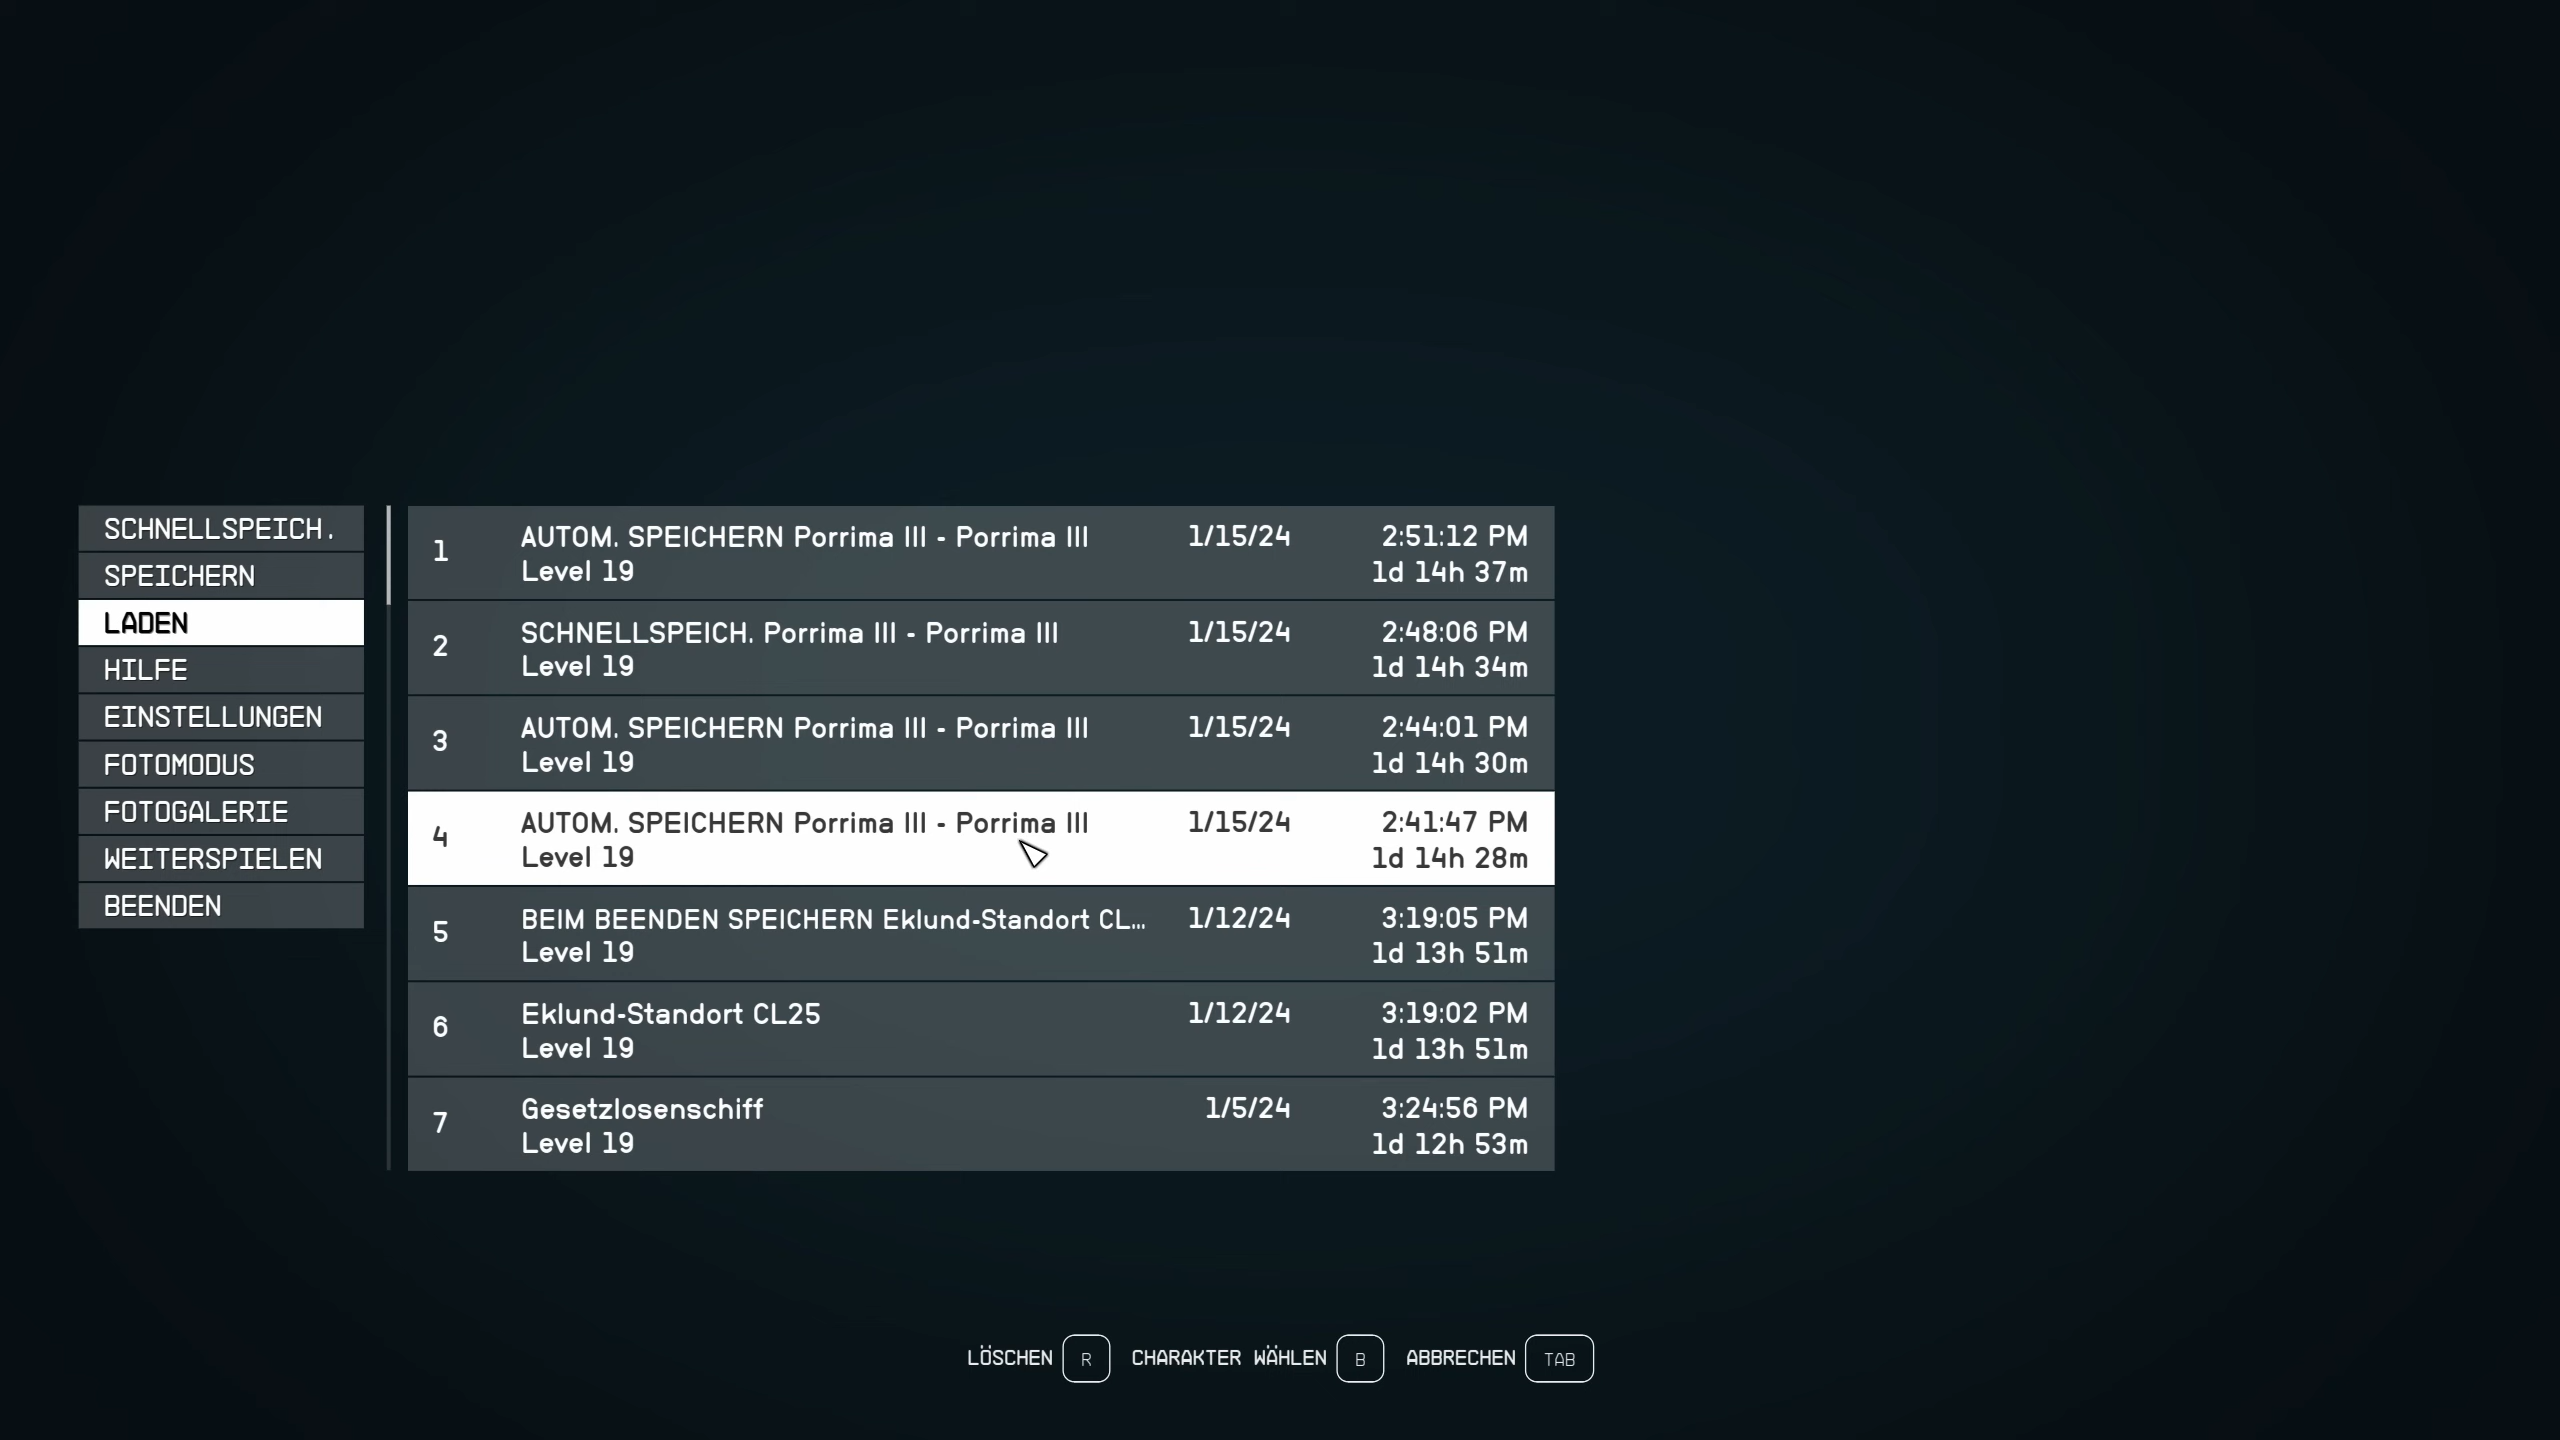 SCHNELLSPEICH.
SPEICHERN
LADEN
HILFE
EINSTELLUNGEN
FOTOMODUS
FOTOGALERIE
WEITERSPIELEN
BEENDEN
1 AUTOM. SPEICHERN Porrima III - Porrima III 1/15/24 2:51:12 PM
Level 19 1d 14h 37m
2 SCHNELLSPEICH. Porrima III - Porrima III 1/15/24 2:48:06 PM
Level 19 1d 14h 34m
3 AUTOM. SPEICHERN Porrima III - Porrima III 1/15/24 2:44:01 PM
Level 19 1d 14h 30m
4 AUTOM. SPEICHERN Porrima III - Porrima III 1/15/24 2:41:47 PM
Level 19 1d 14h 28m
5 BEIM BEENDEN SPEICHERN Eklund-Standort CL... 1/12/24 3:19:05 PM
Level 19 1d 13h 51m
6 Eklund-Standort CL25 1/12/24 3:19:02 PM
Level 19 1d 13h 51m
7 Gesetzlosenschiff 1/5/24 3:24:56 PM
Level 19 1d 12h 53m
LÖSCHEN R CHARAKTER WÄHLEN B ABBRECHEN TAB